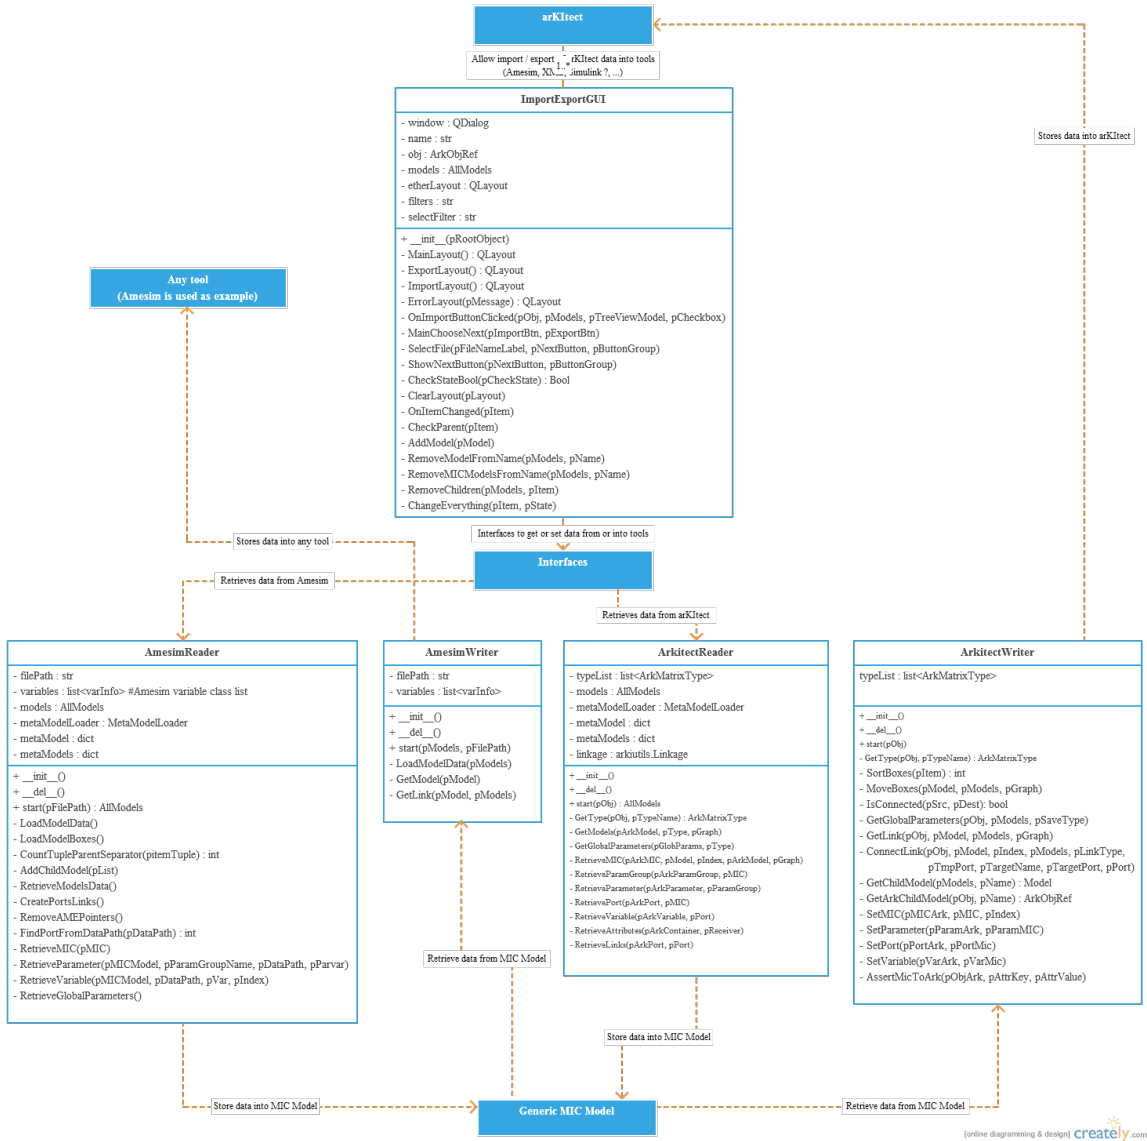 arKItect
Allow import / export rKItect data into tools
1..*
(Amesim, imulink ?, ...)
ImportExportGUI
- window : QDialog
- name : str
- obj : ArkObjRef
- models : AllModels
- etherLayout : QLayout
- filters : str
- selectFilter : str
+ __init__(pRootObject)
- MainLayout() : QLayout
- ExportLayout() : QLayout
- ImportLayout() : QLayout
- ErrorLayout(pMessage) : QLayout
- OnImportButtonClicked(pObj, pModels, pTreeViewModel, pCheckbox)
- MainChooseNext(pImportBtn, pExportBtn)
- SelectFile(pFileNameLabel, pNextButton, pButtonGroup)
- ShowNextButton(pNextButton, pButtonGroup)
- CheckStateBool(pCheckState) : Bool
- ClearLayout(pLayout)
- OnItemChanged(pItem)
- CheckParent(pItem)
- AddModel(pModel)
- RemoveModelFromName(pModels, pName)
- RemoveMICModelsFromName(pModels, pName)
- RemoveChildren(pModels, pItem)
- ChangeEverything(pItem, pState)
Stores data into arKItect
Any tool
(Amesim is used as example)
Interfaces to get or set data from or into tools
Stores data into any tool
Interfaces
Retrieves data from Amesim
Retrieves data from arKItect
AmesimReader
- filePath : str
- variables : list<varInfo> #Amesim variable class list
- models : AllModels
- metaModelLoader : MetaModelLoader
- metaModel : dict
- metaModels : dict
+ __init__()
+ __del__()
+ start(pFilePath) : AllModels
- LoadModelData()
- LoadModelBoxes()
- CountTupleParentSeparator(pitemTuple) : int
- AddChildModel(pList)
- RetrieveModelsData()
- CreatePortsLinks()
- RemoveAMEPointers()
- FindPortFromDataPath(pDataPath) : int
- RetrieveMIC(pMIC)
- RetrieveParameter(pMICModel, pParamGroupName, pDataPath, pParvar)
- RetrieveVariable(pMICModel, pDataPath, pVar, pIndex)
- RetrieveGlobalParameters()
AmesimWriter
- filePath : str
- variables : list<varInfo>
+ __init__()
+ __del__()
+ start(pModels, pFilePath)
- LoadModelData(pModels)
- GetModel(pModel)
- GetLink(pModel, pModels)
ArkitectReader
- typeList : list<ArkMatrixType>
- models : AllModels
- metaModelLoader : MetaModelLoader
- metaModel : dict
- metaModels : dict
- linkage : arkiutils.Linkage
+ __init__()
+ __del__()
+ start(pObj) : AllModels
- GetType(pObj, pTypeName) : ArkMatrixType
- GetModels(pArkModel, pType, pGraph)
- GetGlobalParameters(pGlobParams, pType)
- RetrieveMIC(pArkMIC, pModel, pIndex, pArkModel, pGraph)
- RetrieveParamGroup(pArkParamGroup, pMIC)
- RetrieveParameter(pArkParameter, pParamGroup)
- RetrievePort(pArkPort, pMIC)
- RetrieveVariable(pArkVariable, pPort)
- RetrieveAttributes(pArkContainer, pReceiver)
- RetrieveLinks(pArkPort, pPort)
ArkitectWriter
typeList : list<ArkMatrixType>
+ __init__()
+ __del__()
+ start(pObj)
- GetType(pObj, pTypeName) : ArkMatrixType
- SortBoxes(pItem) : int
- MoveBoxes(pModel, pModels, pGraph)
- IsConnected(pSrc, pDest): bool
- GetGlobalParameters(pObj, pModels, pSaveType)
- GetLink(pObj, pModel, pModels, pGraph)
- ConnectLink(pObj, pModel, pIndex, pModels, pLinkType,
pTmpPort, pTargetName, pTargetPort, pPort)
- GetChildModel(pModels, pName) : Model
- GetArkChildModel(pObj, pName) : ArkObjRef
- SetMIC(pMICArk, pMIC, pIndex)
- SetParameter(pParamArk, pParamMIC)
- SetPort(pPortArk, pPortMic)
- SetVariable(pVarArk, pVarMic)
- AssertMicToArk(pObjArk, pAttrKey, pAttrValue)
Retrieve data from MIC Model
Store data into MIC Model
Store data into MIC Model
Generic MIC Model
Retrieve data from MIC Model
[online diagramming & design] creately.com